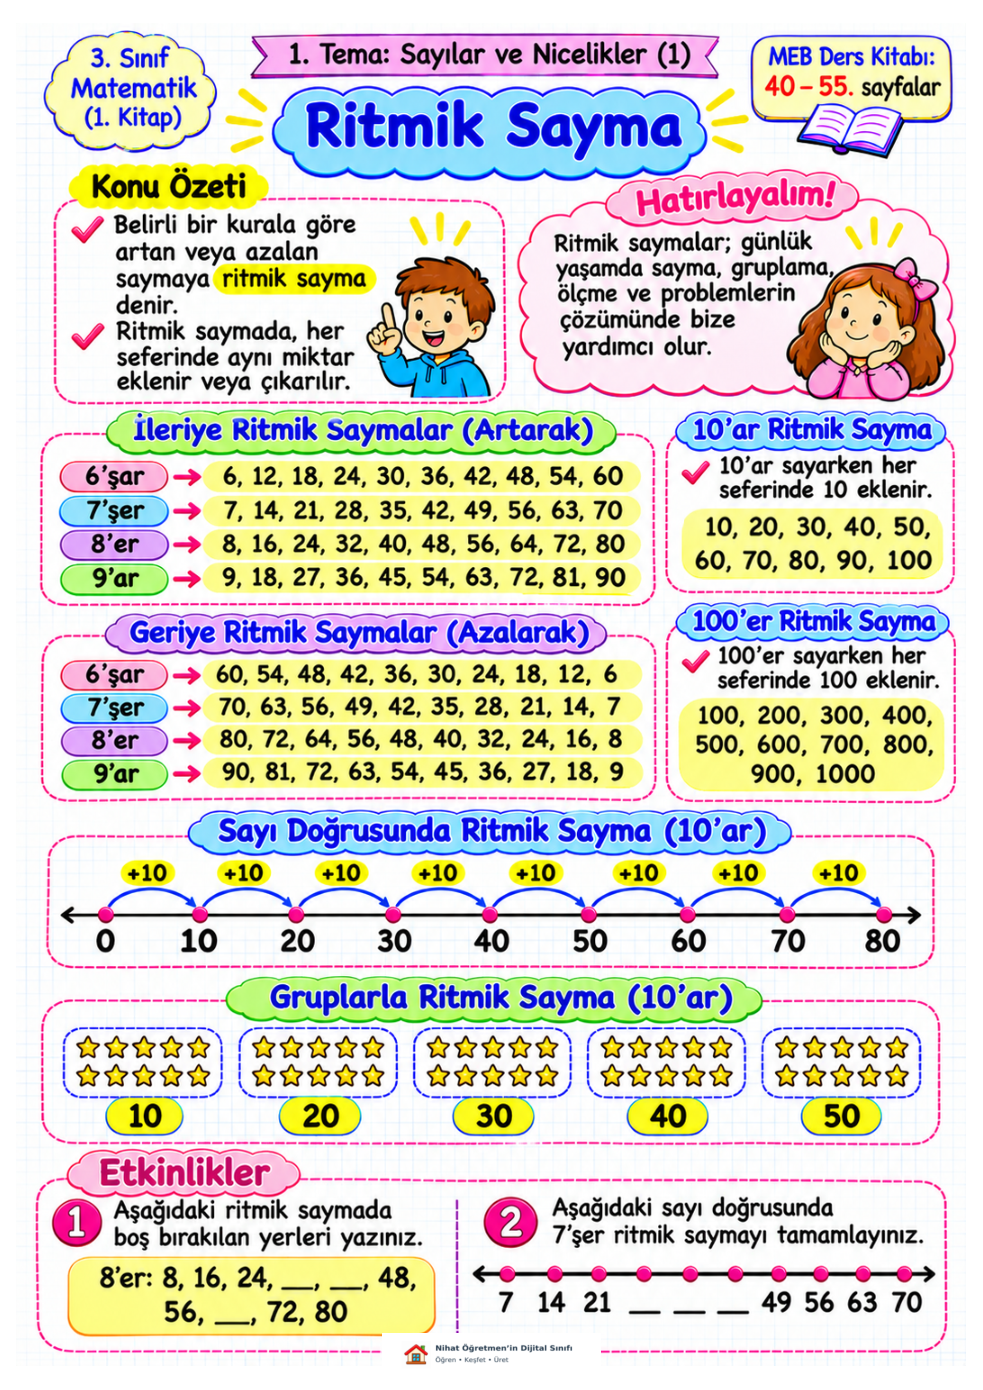 3. Sınıf
Matematik
(1. Kitap)
1. Tema: Sayılar ve Nicelikler (1)
Ritmik Sayma
MEB Ders Kitabı:
40 – 55. sayfalar
Konu Özeti
Belirli bir kurala göre
artan veya azalan
saymaya ritmik sayma
denir.
Ritmik saymada, her
seferinde aynı miktar
eklenir veya çıkarılır.
Hatırlayalım!
Ritmik saymalar; günlük
yaşamda sayma, gruplama,
ölçme ve problemlerin
çözümünde bize
yardımcı olur.
İleriye Ritmik Saymalar (Artarak)
6'şar 6, 12, 18, 24, 30, 36, 42, 48, 54, 60
7'şer 7, 14, 21, 28, 35, 42, 49, 56, 63, 70
8'er 8, 16, 24, 32, 40, 48, 56, 64, 72, 80
9'ar 9, 18, 27, 36, 45, 54, 63, 72, 81, 90
10'ar Ritmik Sayma
10'ar sayarken her
seferinde 10 eklenir.
10, 20, 30, 40, 50,
60, 70, 80, 90, 100
Geriye Ritmik Saymalar (Azalarak)
6'şar 60, 54, 48, 42, 36, 30, 24, 18, 12, 6
7'şer 70, 63, 56, 49, 42, 35, 28, 21, 14, 7
8'er 80, 72, 64, 56, 48, 40, 32, 24, 16, 8
9'ar 90, 81, 72, 63, 54, 45, 36, 27, 18, 9
100'er Ritmik Sayma
100'er sayarken her
seferinde 100 eklenir.
100, 200, 300, 400,
500, 600, 700, 800,
900, 1000
Sayı Doğrusunda Ritmik Sayma (10'ar)
+10 +10 +10 +10 +10 +10 +10 +10
0 10 20 30 40 50 60 70 80
Gruplarla Ritmik Sayma (10'ar)
10 20 30 40 50
Etkinlikler
1 Aşağıdaki ritmik saymada
boş bırakılan yerleri yazınız.
8'er: 8, 16, 24, __, __, 48,
56, __, 72, 80
2 Aşağıdaki sayı doğrusunda
7'şer ritmik saymayı tamamlayınız.
7 14 21 __ __ __ 49 56 63 70
Nihat Öğretmen'in Dijital Sınıfı
Öğren • Keşfet • Üret